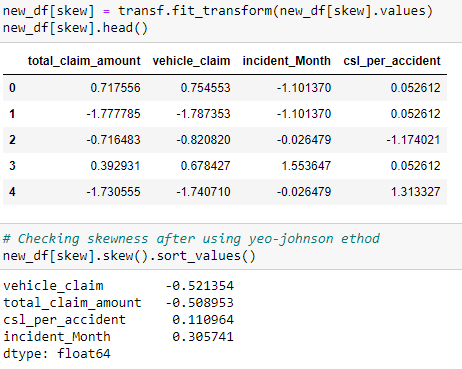 new_df[skew] = transf.fit_transform(new_df[skew].values)
new_df[skew].head()
total_claim_amount vehicle_claim incident_Month csl_per_accident
0 0.717556 0.754553 -1.101370 0.052612
1 -1.777785 -1.787353 -1.101370 0.052612
2 -0.716483 -0.820820 -0.026479 -1.174021
3 0.392931 0.678427 1.553647 0.052612
4 -1.730555 -1.740710 -0.026479 1.313327
# Checking skewness after using yeo-johnson ethod
new_df[skew].skew().sort_values()
vehicle_claim -0.521354
total_claim_amount -0.508953
csl_per_accident 0.110964
incident_Month 0.305741
dtype: float64